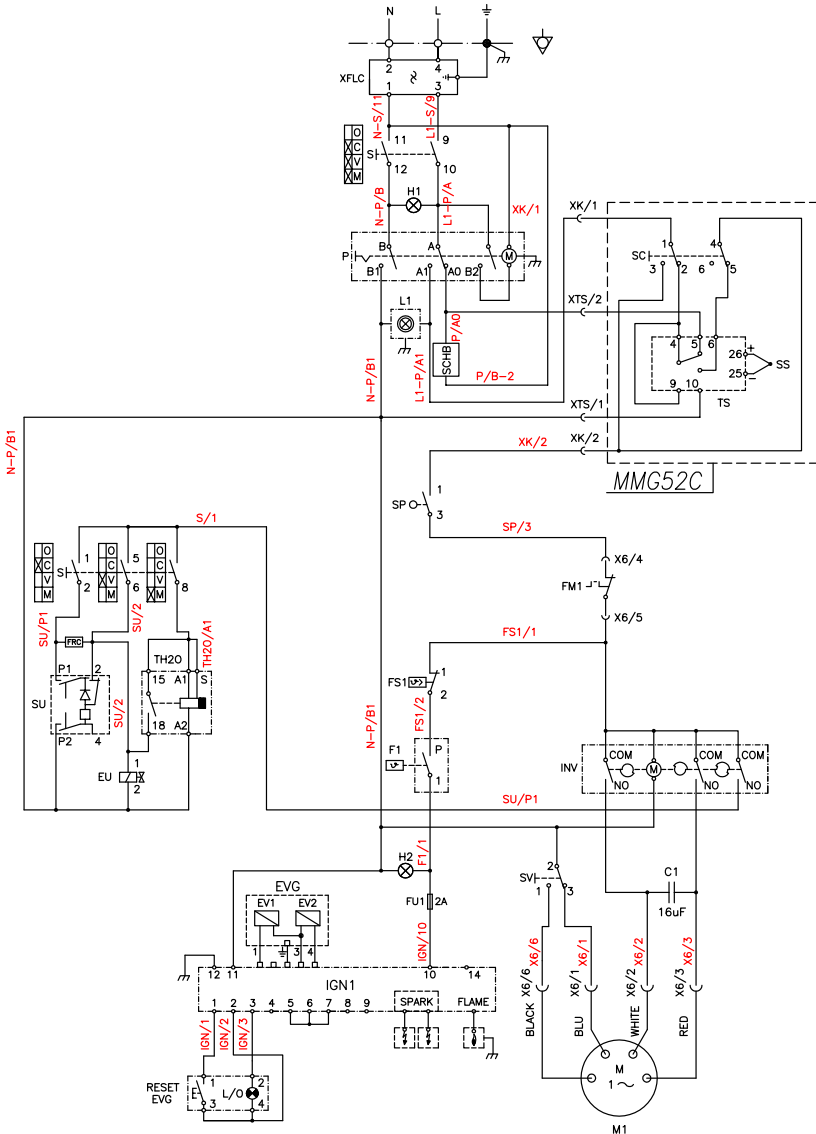 N L
XFLC 2 4
1 3
N-S/11 L1-S/9
O
C
V
M
S 11 9
12 10
N-P/B H1 L1-P/A XK/1
P B A M
B1 A1 A0 B2
L1
N-P/B1 L1-P/A1 SCHB P/A0
P/B-2
XK/1
XTS/2
XTS/1
XK/2 XK/2
SC 1 4
3 2 6 5
4 5 6
26 + SS
25 -
9 10 TS
MMG52C
N-P/B1
S/1
SP 1
3
SP/3
X6/4
FM1
X6/5
O O O
C C C
V V V
M M M
S 1 5
2 6 8
SU/P1 SU/2 TH20/A1
FRC
P1 2
SU
P2 4
SU/2
TH20
15 A1 S
18 A2
EU 1
2
FS1/1
FS1 1
2
FS1/2
N-P/B1
F1 P
1
INV COM M COM COM
NO NO NO
SU/P1
F1/1
H2
FU1 2A
IGN/10
EVG
EV1 EV2
1 3 4
12 11 10 14
IGN1
1 2 3 4 5 6 7 8 9 SPARK FLAME
IGN/1 IGN/2 IGN/3
RESET
EVG
E 1 2
L/O
3 4
SV 2
1 3
C1
16uF
X6/6 X6/1 X6/2 X6/3
X6/6 X6/1 X6/2 X6/3
BLACK BLU WHITE RED
M
1~
M1